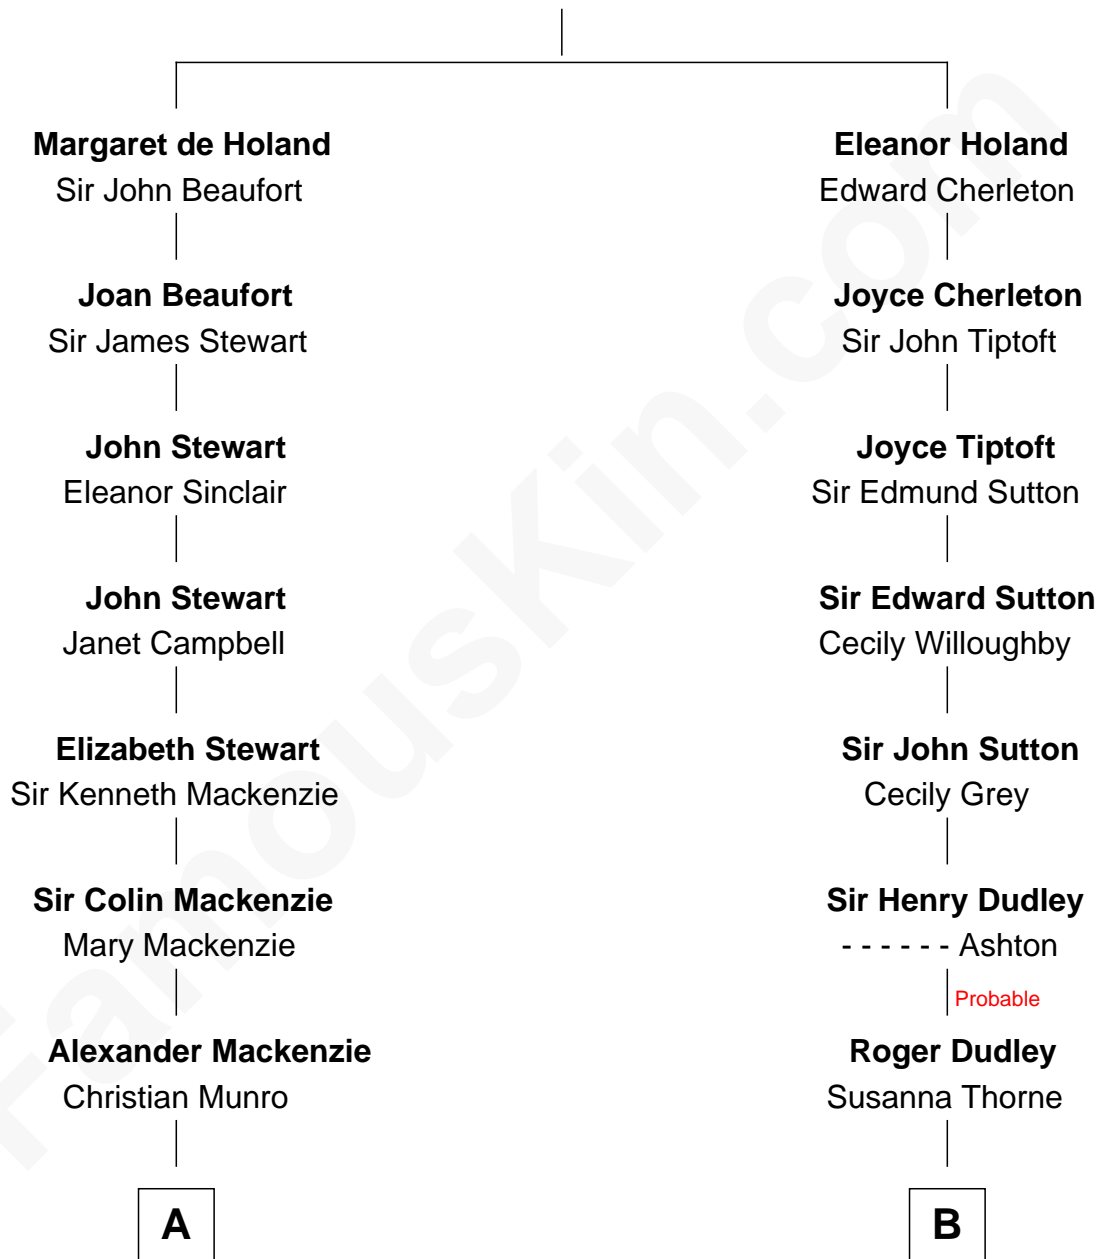 Margaret de Holand
Sir John Beaufort
Joan Beaufort
Sir James Stewart
John Stewart
Eleanor Sinclair
John Stewart
Janet Campbell
Elizabeth Stewart
Sir Kenneth Mackenzie
Sir Colin Mackenzie
Mary Mackenzie
Alexander Mackenzie
Christian Munro
A
Eleanor Holand
Edward Cherleton
Joyce Cherleton
Sir John Tiptoft
Joyce Tiptoft
Sir Edmund Sutton
Sir Edward Sutton
Cecily Willoughby
Sir John Sutton
Cecily Grey
Sir Henry Dudley
- - - - - - Ashton
Probable
Roger Dudley
Susanna Thorne
B
FamousKin.com